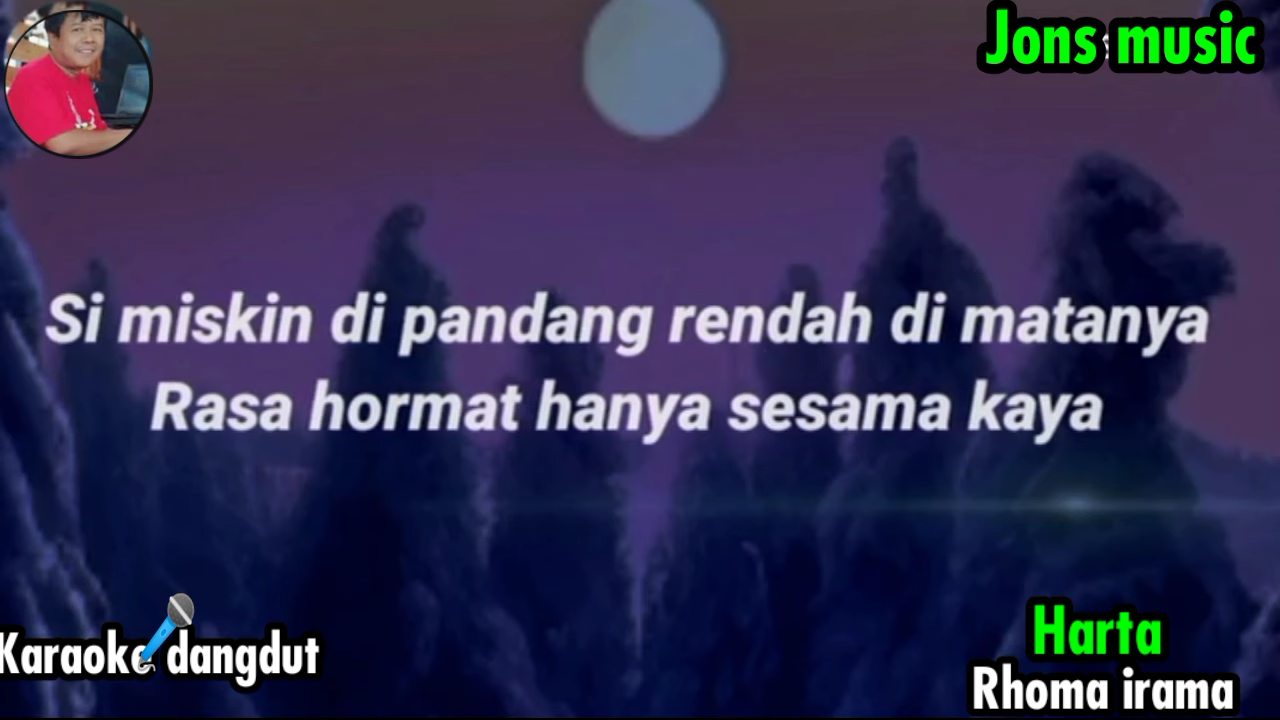 Jons music
Si miskin di pandang rendah di matanya
Rasa hormat hanya sesama kaya
Karaoke dangdut
Harta
Rhoma irama